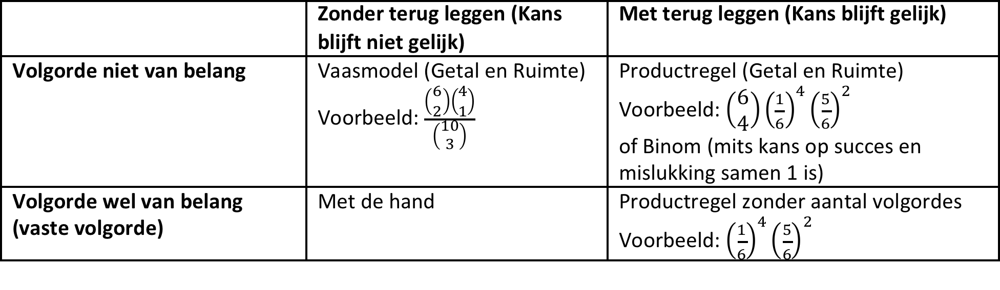 Zonder terug leggen (Kans
blijft niet gelijk)
Met terug leggen (Kans blijft gelijk)
Volgorde niet van belang
Vaasmodel (Getal en Ruimte)
Voorbeeld: \frac{\binom{6}{2}\binom{4}{1}}{\binom{10}{3}}
Productregel (Getal en Ruimte)
Voorbeeld: \binom{6}{4} \left(\frac{1}{6}\right)^4 \left(\frac{5}{6}\right)^2
of Binom (mits kans op succes en
mislukking samen 1 is)
Volgorde wel van belang
(vaste volgorde)
Met de hand
Productregel zonder aantal volgordes
Voorbeeld: \left(\frac{1}{6}\right)^4 \left(\frac{5}{6}\right)^2